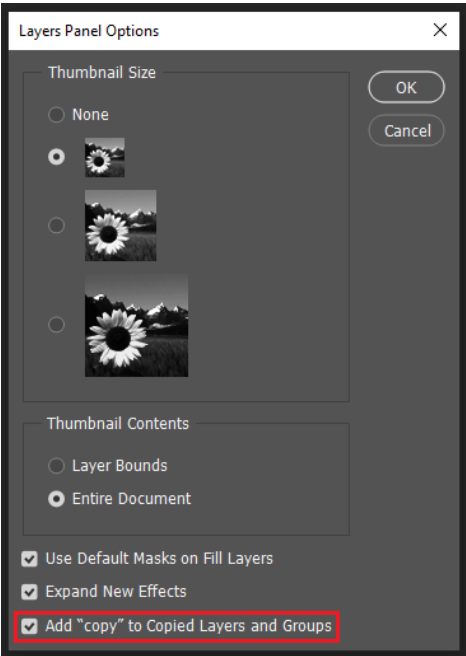 Layers Panel Options
Thumbnail Size
OK
None
Cancel
Thumbnail Contents
Layer Bounds
Entire Document
Use Default Masks on Fill Layers
Expand New Effects
Add “copy” to Copied Layers and Groups